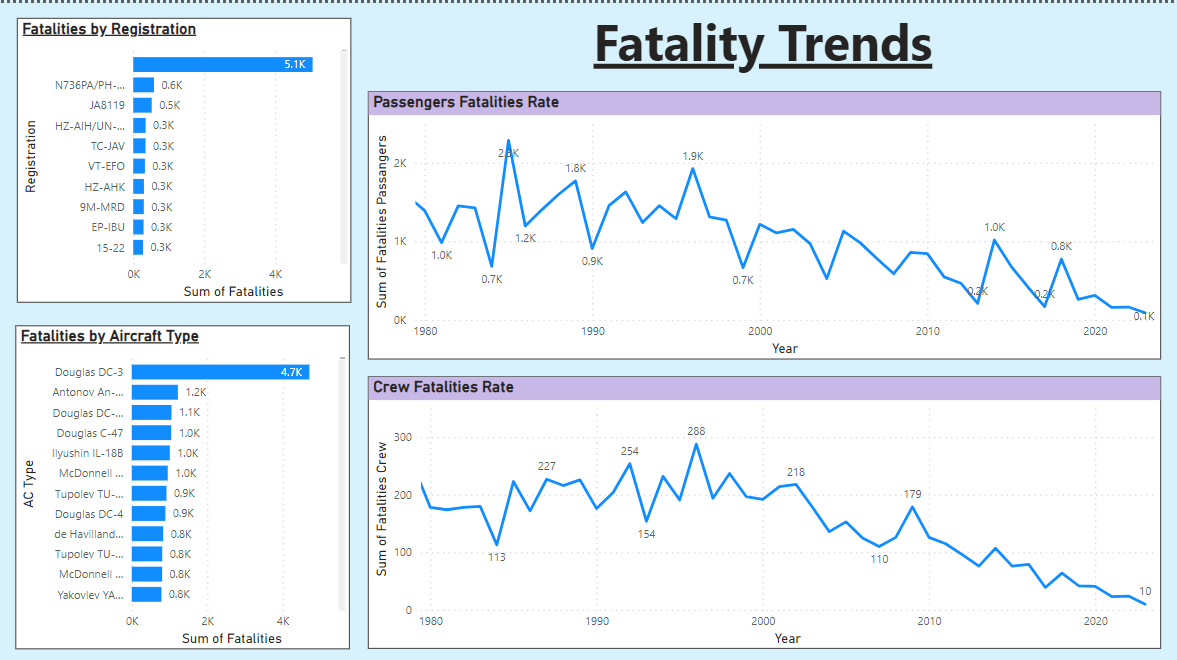 Fatality Trends
Fatalities by Registration
Registration
5.1K
N736PA/PH-... 0.6K
JA8119 0.5K
HZ-AIH/UN-... 0.3K
TC-JAV 0.3K
VT-EFO 0.3K
HZ-AHK 0.3K
9M-MRD 0.3K
EP-IBU 0.3K
15-22 0.3K
0K 2K 4K
Sum of Fatalities
Fatalities by Aircraft Type
AC Type
Douglas DC-3 4.7K
Antonov An-... 1.2K
Douglas DC-... 1.1K
Douglas C-47 1.0K
Ilyushin IL-18B 1.0K
McDonnell ... 1.0K
Tupolev TU-... 0.9K
Douglas DC-4 0.9K
de Havilland... 0.8K
Tupolev TU-... 0.8K
McDonnell ... 0.8K
Yakovlev YA... 0.8K
0K 2K 4K
Sum of Fatalities
Passengers Fatalities Rate
Sum of Fatalities Passangers
2K
1K
0K
1.0K 0.7K 1.2K 1.8K 0.9K 1.9K 0.7K 0.2K 1.0K 0.2K 0.8K 0.1K
1980 1990 2000 2010 2020
Year
Crew Fatalities Rate
Sum of Fatalities Crew
300
200
100
0
113 227 254 154 288 218 110 179 10
1980 1990 2000 2010 2020
Year